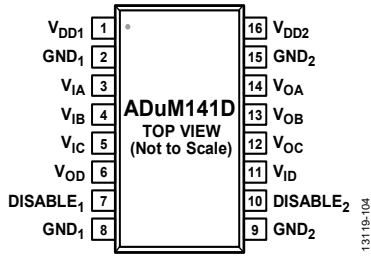 VDD1 1 16 VDD2
GND1 2 15 GND2
VIA 3 14 VOA
VIB 4 ADuM141D 13 VOB
TOP VIEW
VIC 5 (Not to Scale) 12 VOC
VOD 6 11 VID
DISABLE1 7 10 DISABLE2
GND1 8 9 GND2
13119-104